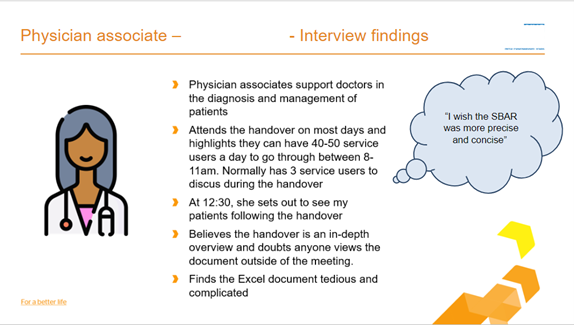 Physician associate – - Interview findings
Physician associates support doctors in
the diagnosis and management of
patients
Attends the handover on most days and
highlights they can have 40-50 service
users a day to go through between 8-
11am. Normally has 3 service users to
discus during the handover
At 12:30, she sets out to see my
patients following the handover
Believes the handover is an in-depth
overview and doubts anyone views the
document outside of the meeting.
Finds the Excel document tedious and
complicated
"I wish the SBAR
was more precise
and concise"
For a better life